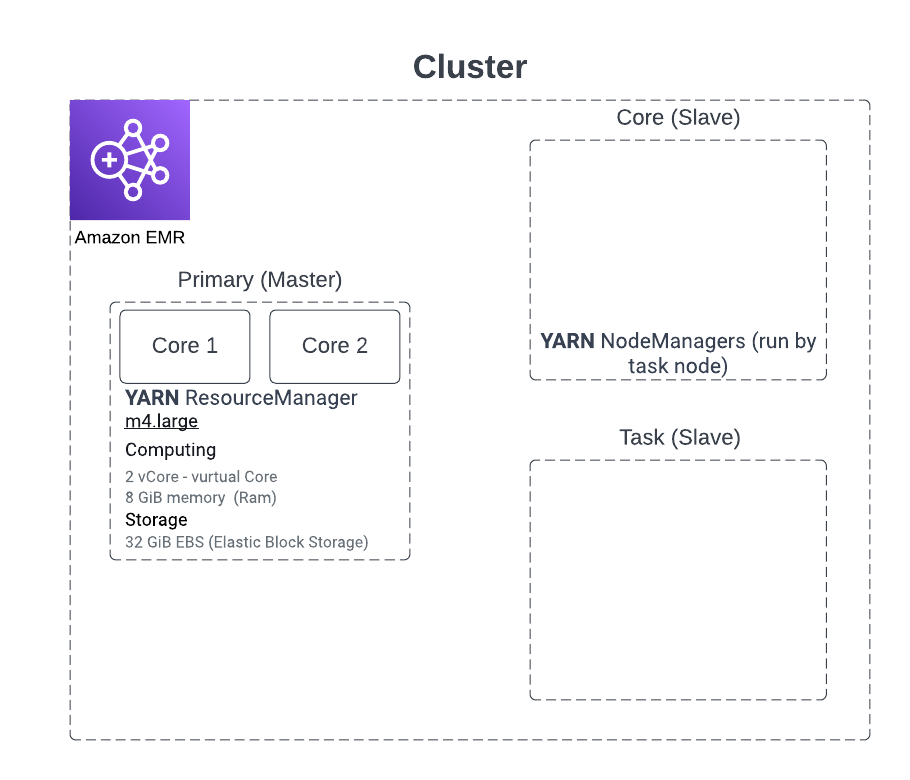 Cluster
Amazon EMR
Primary (Master)
Core 1
Core 2
YARN ResourceManager
m4.large
Computing
2 vCore - vurtual Core
8 GiB memory (Ram)
Storage
32 GiB EBS (Elastic Block Storage)
Core (Slave)
YARN NodeManagers (run by
task node)
Task (Slave)